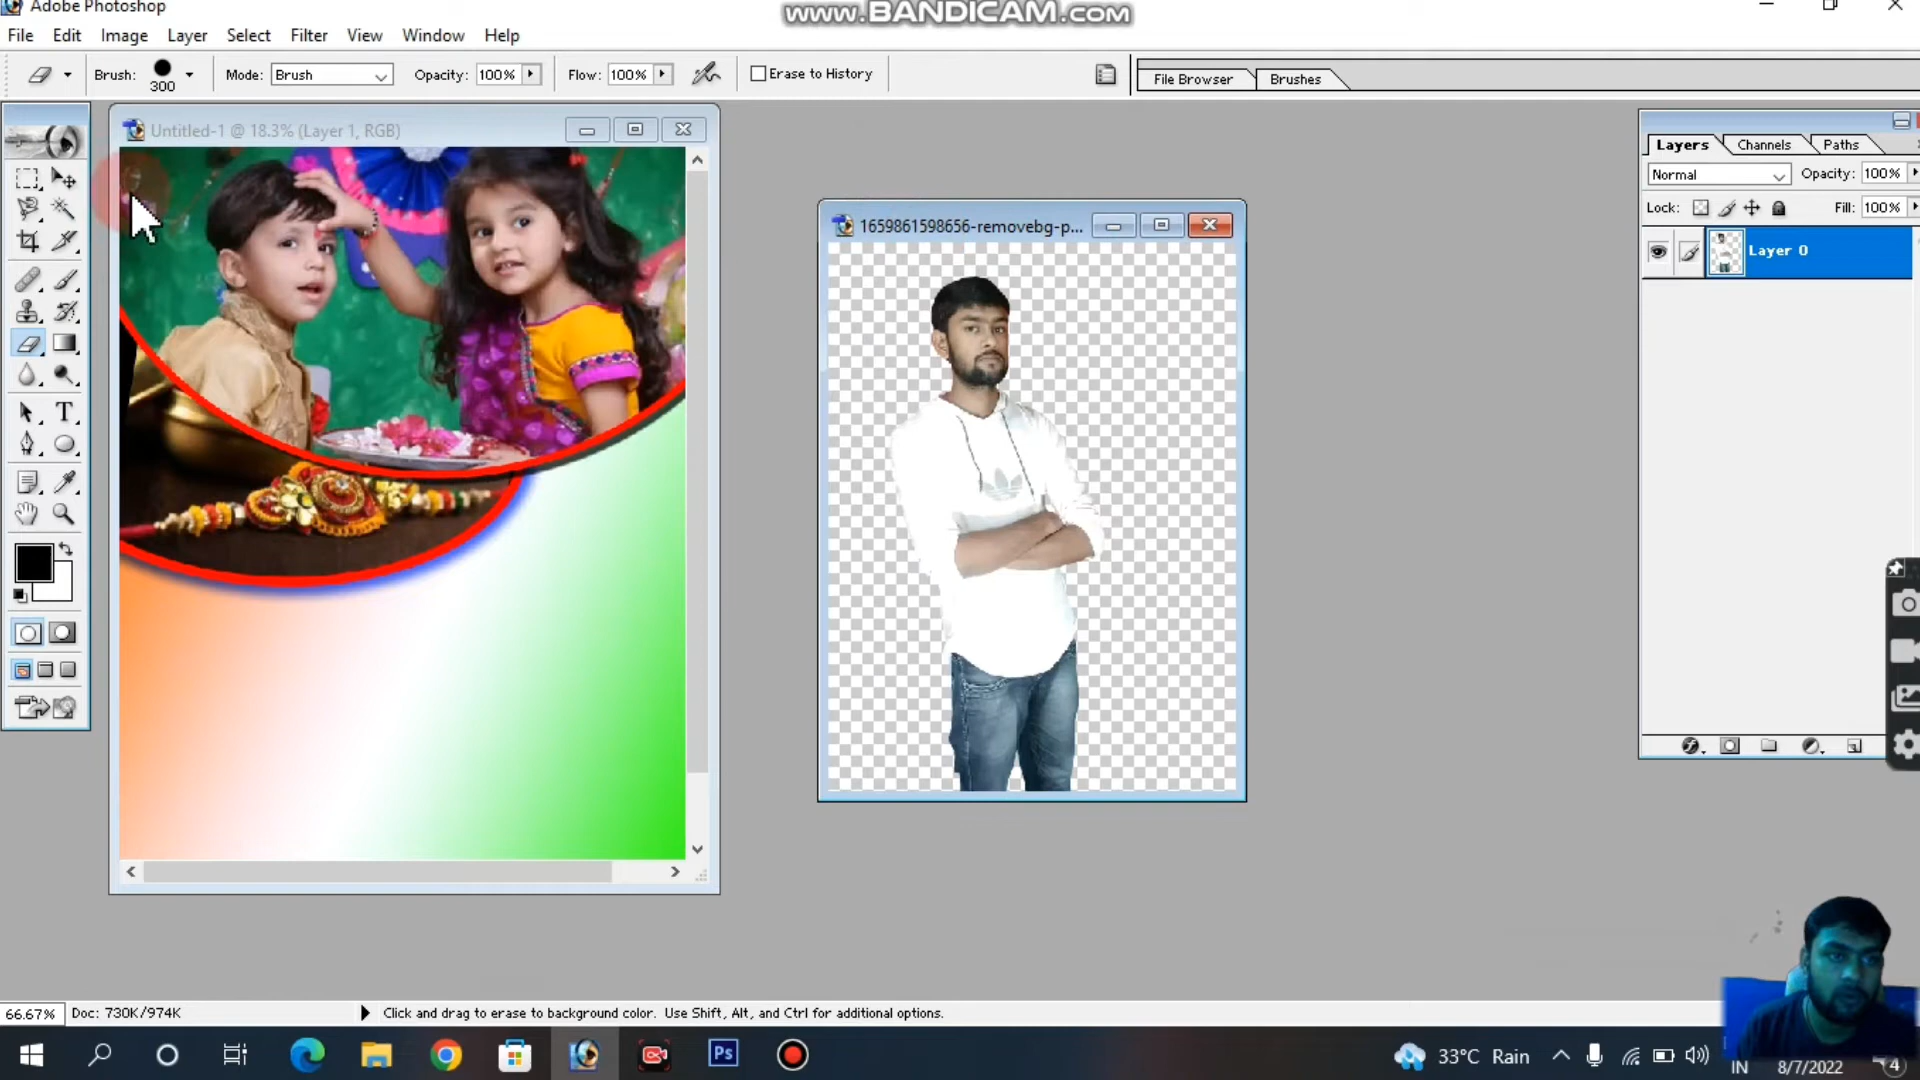 Adobe Photoshop
www.BANDICAM.com
File Edit Image Layer Select Filter View Window Help
Brush: 300 Mode: Brush Opacity: 100% Flow: 100% Erase to History
File Browser Brushes
Untitled-1 @ 18.3% (Layer 1, RGB)
1659861598656-removebg-p...
Layers Channels Paths
Normal Opacity: 100%
Lock: Fill: 100%
Layer 0
T
66.67% Doc: 730K/974K Click and drag to erase to background color. Use Shift, Alt, and Ctrl for additional options.
Ps
33°C Rain
IN 8/7/2022 4